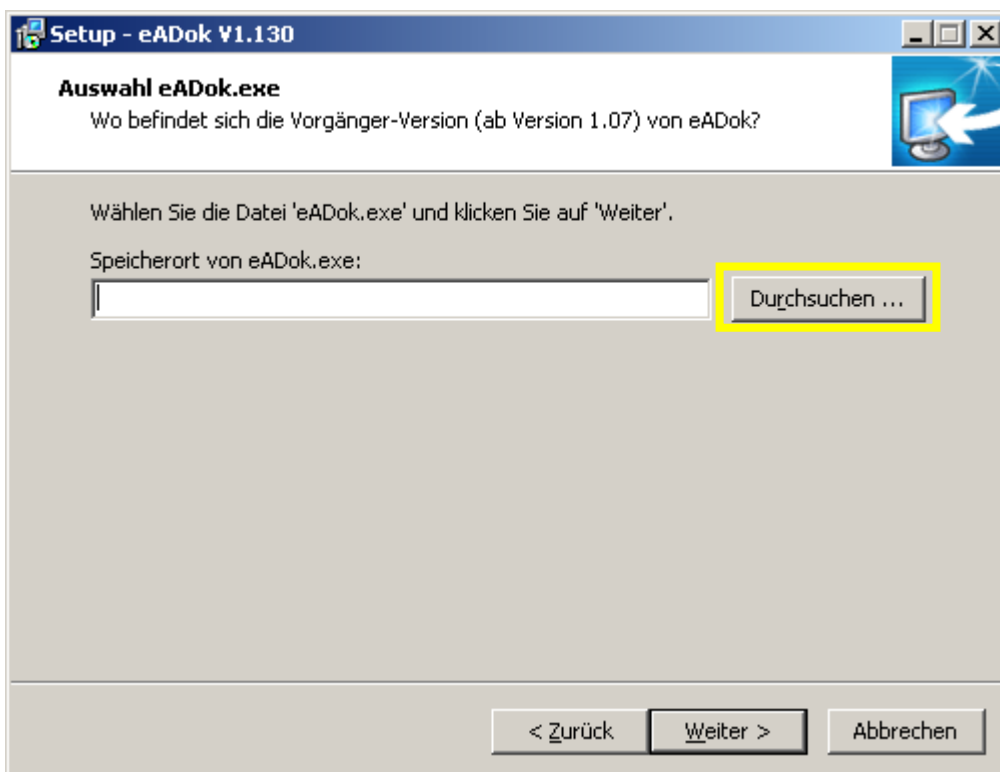 Setup - eADok V1.130
Auswahl eADok.exe
Wo befindet sich die Vorgänger-Version (ab Version 1.07) von eADok?
Wählen Sie die Datei 'eADok.exe' und klicken Sie auf 'Weiter'.
Speicherort von eADok.exe:
Durchsuchen ...
< Zurück Weiter > Abbrechen